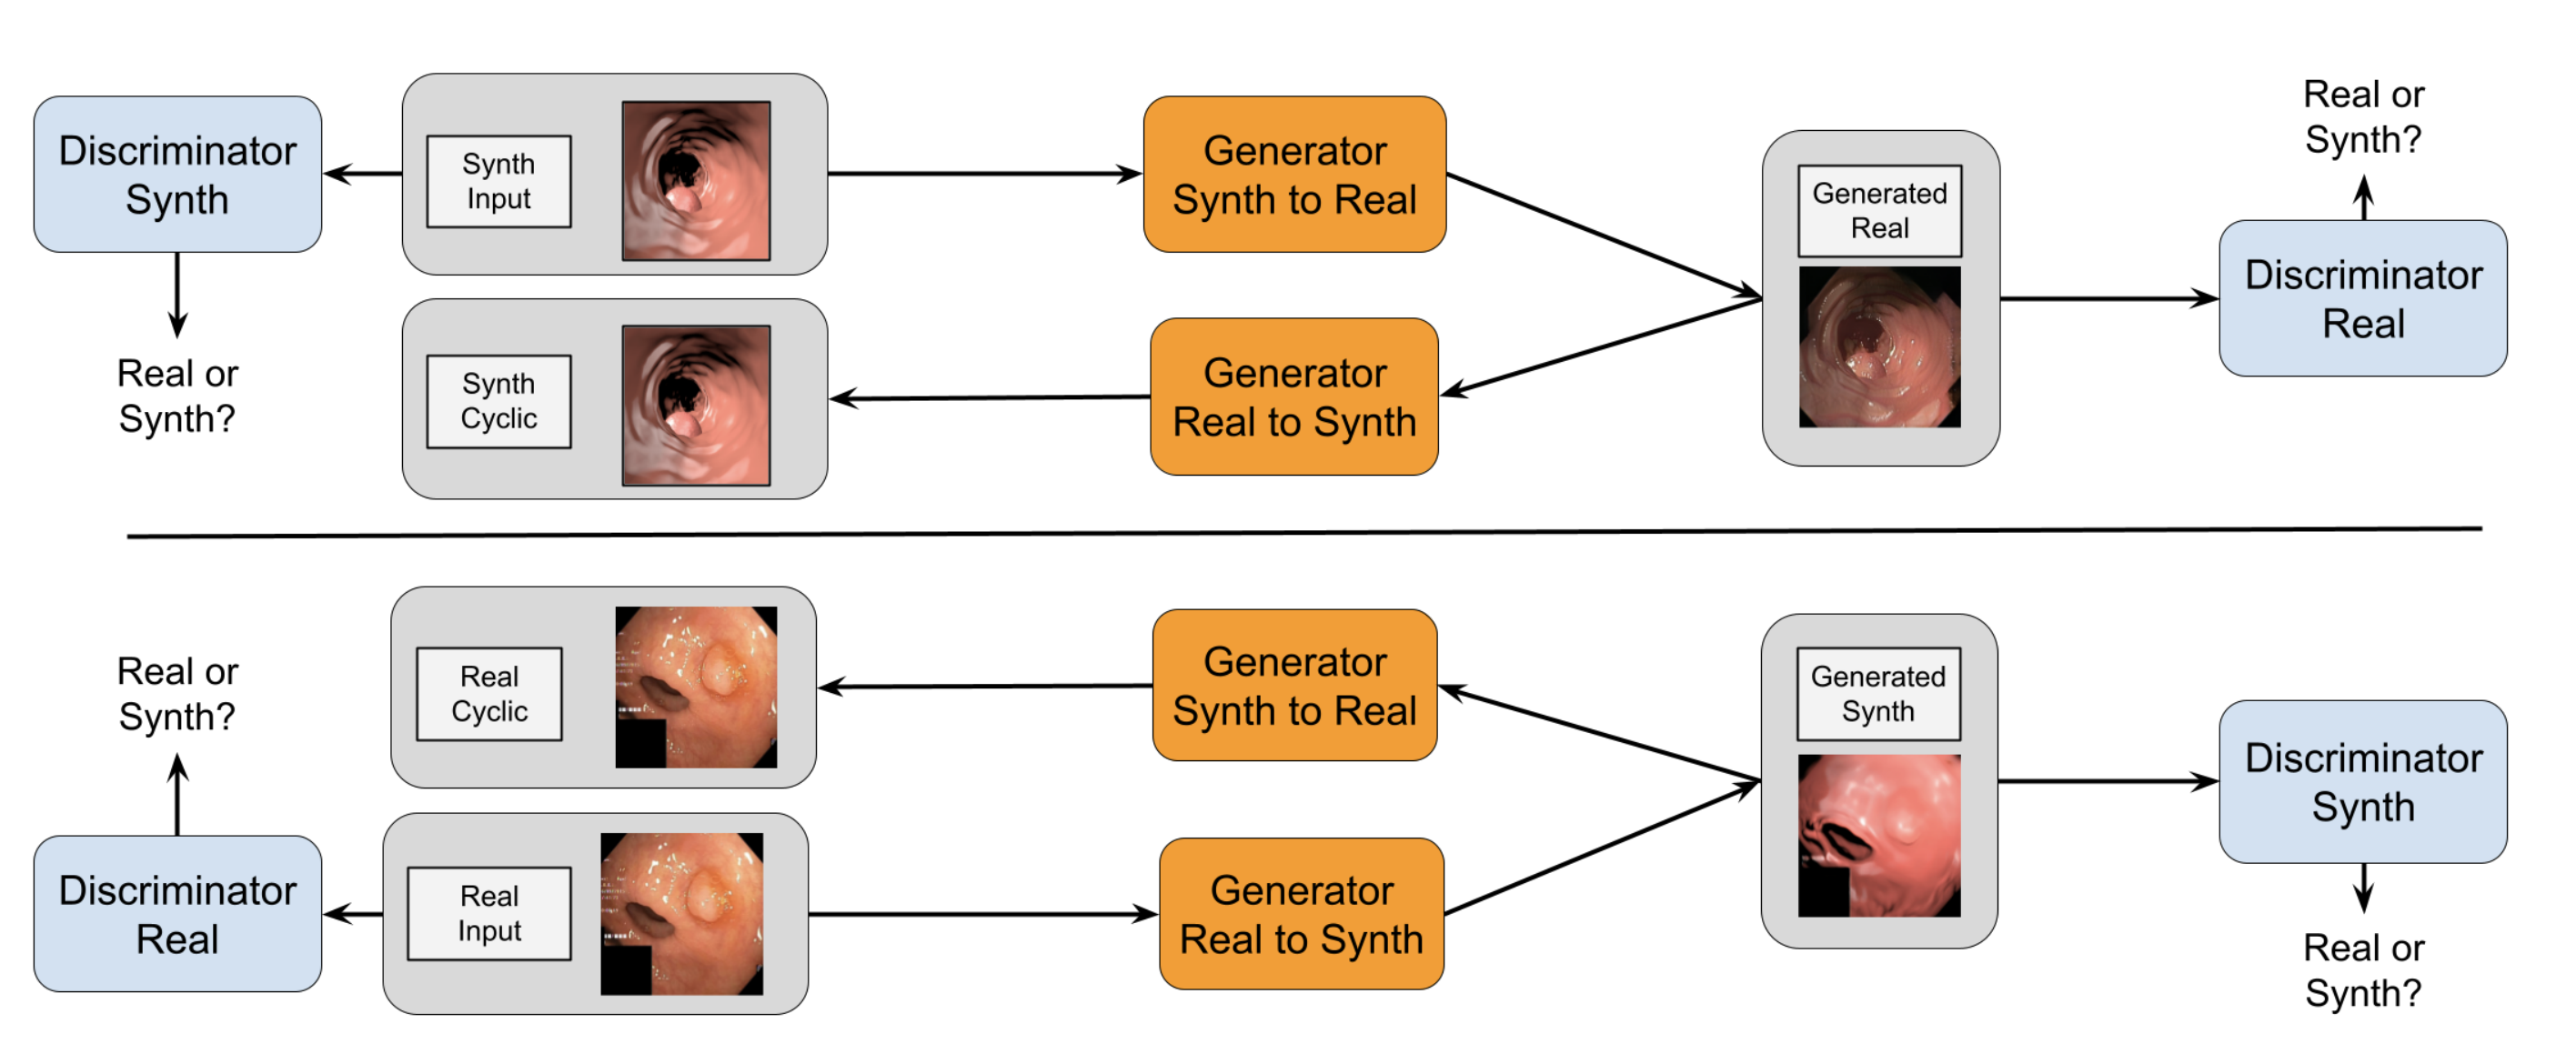 Discriminator
Synth
Real or
Synth?
Synth
Input
Synth
Cyclic
Generator
Synth to Real
Generator
Real to Synth
Generated
Real
Real or
Synth?
Discriminator
Real
Real or
Synth?
Discriminator
Real
Real
Cyclic
Real
Input
Generator
Synth to Real
Generator
Real to Synth
Generated
Synth
Discriminator
Synth
Real or
Synth?